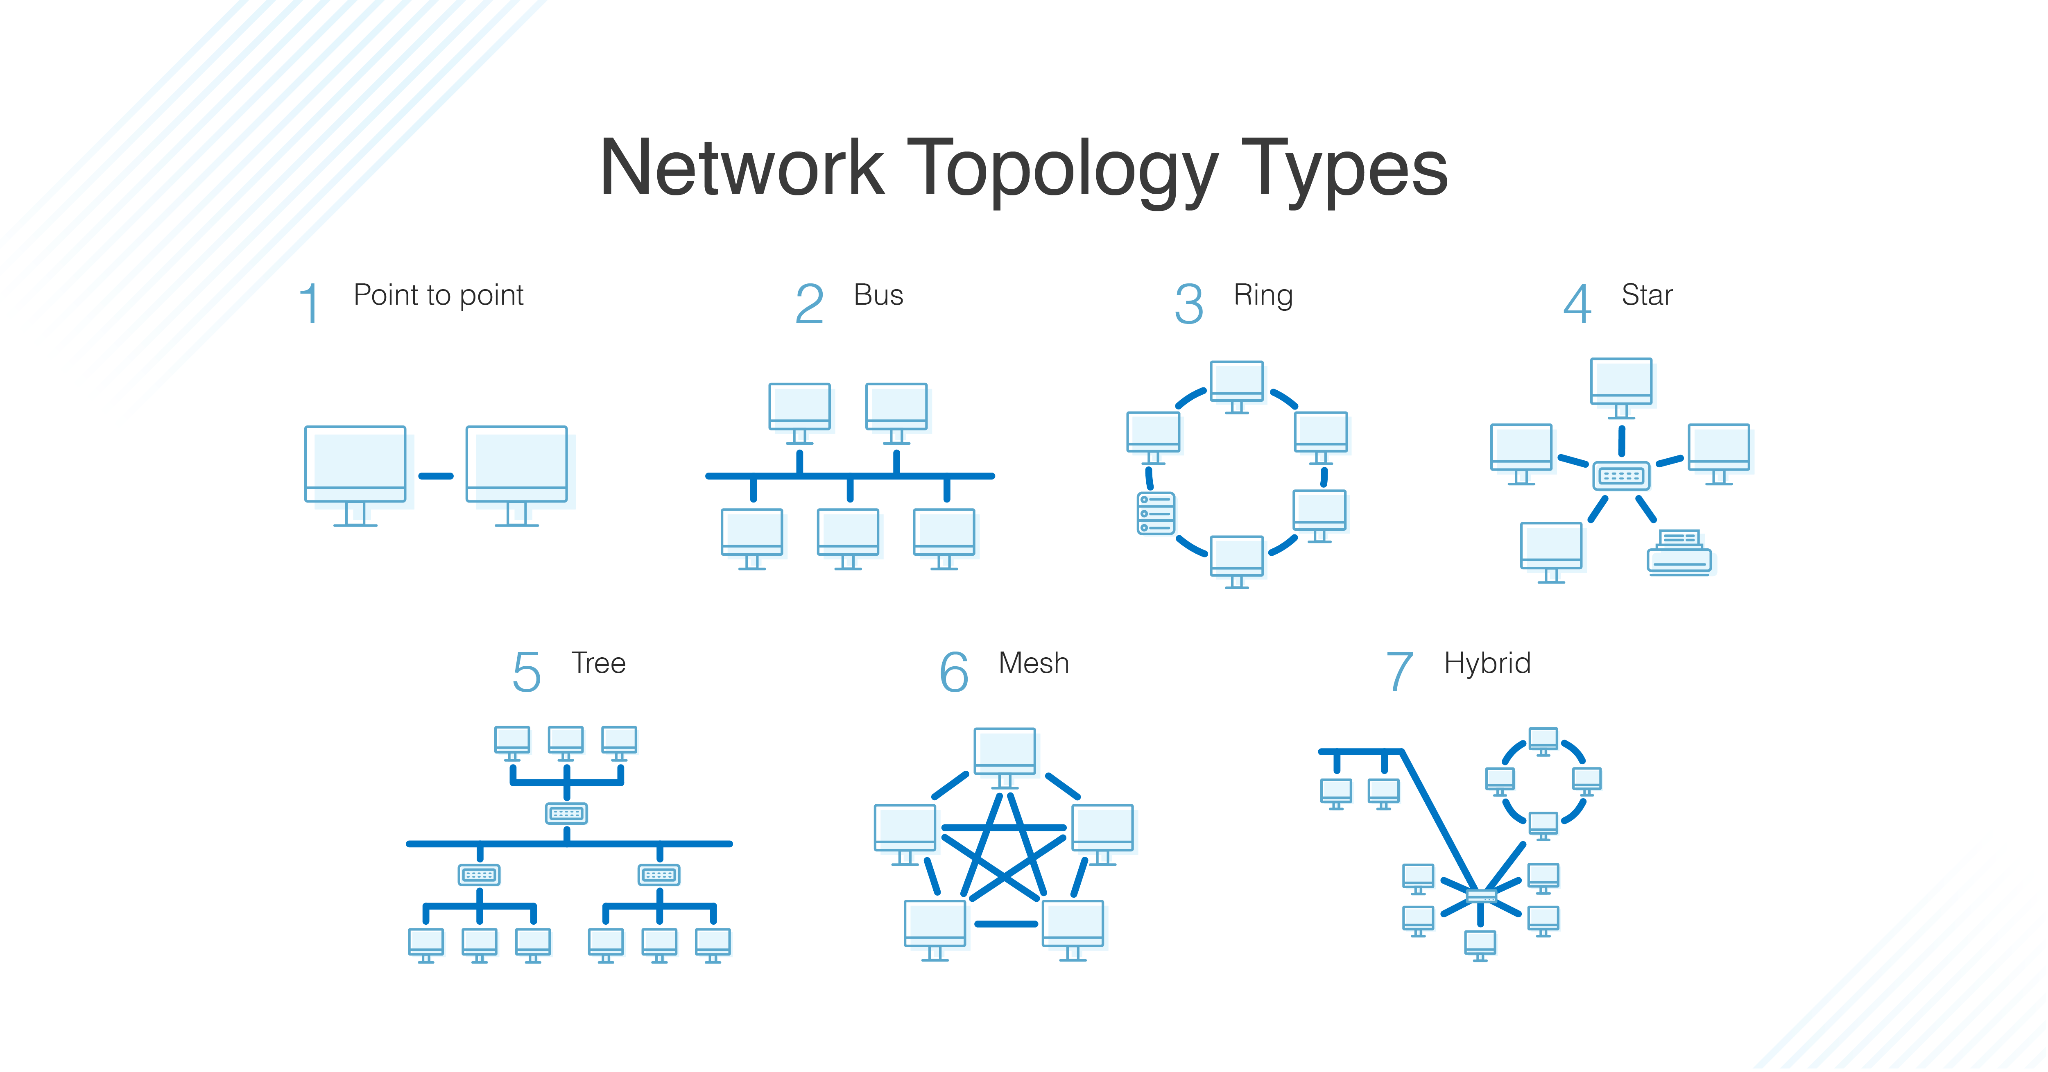 Network Topology Types
1 Point to point
2 Bus
3 Ring
4 Star
5 Tree
6 Mesh
7 Hybrid